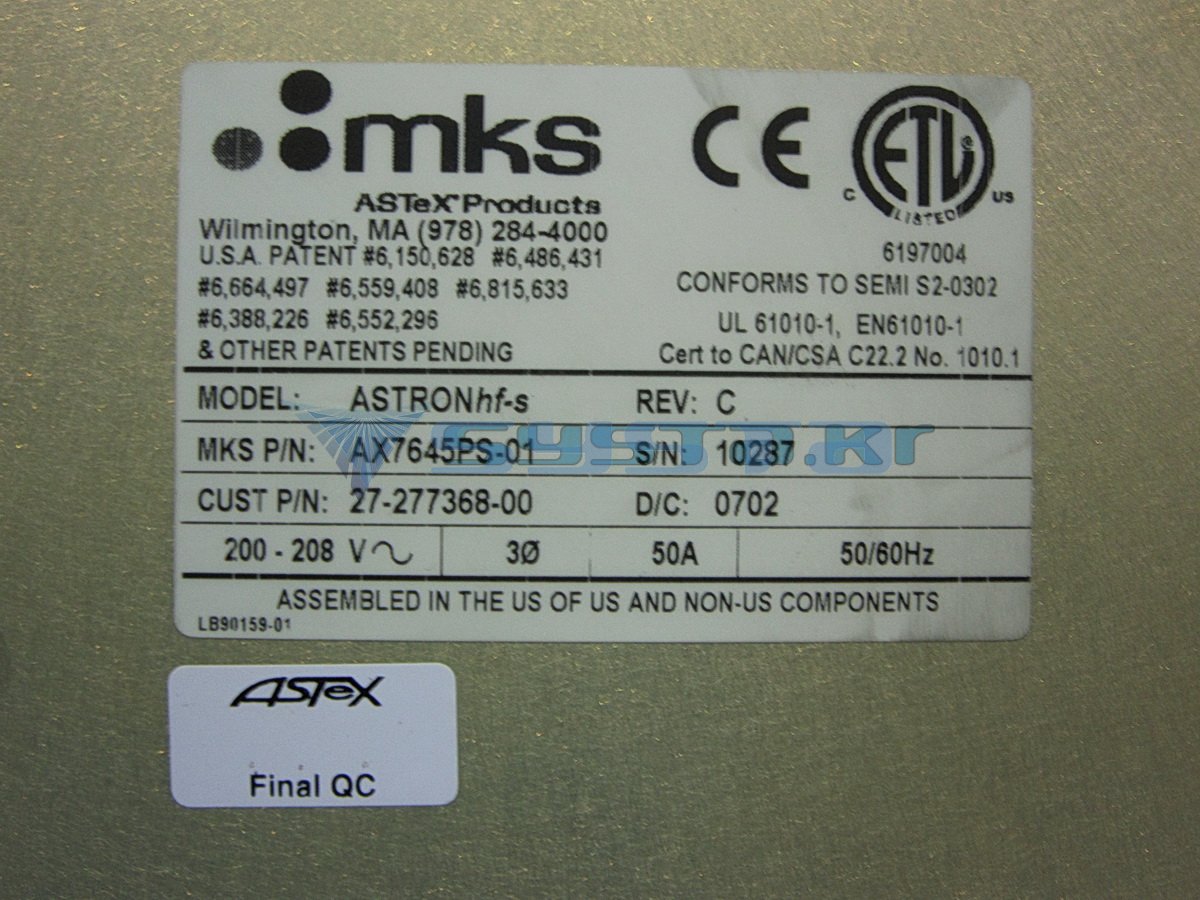 mks
CE
ETL
C
US
LISTED
ASTeX Products
Wilmington, MA (978) 284-4000
U.S.A. PATENT #6,150,628 #6,486,431
#6,664,497 #6,559,408 #6,815,633
#6,388,226 #6,552,296
& OTHER PATENTS PENDING
6197004
CONFORMS TO SEMI S2-0302
UL 61010-1, EN61010-1
Cert to CAN/CSA C22.2 No. 1010.1
MODEL: ASTRONhf-s REV: C
MKS P/N: AX7645PS-01 S/N: 10287
CUST P/N: 27-277368-00 D/C: 0702
200 - 208 V 3Ø 50A 50/60Hz
ASSEMBLED IN THE US OF US AND NON-US COMPONENTS
LB90159-01
ASTeX
Final QC